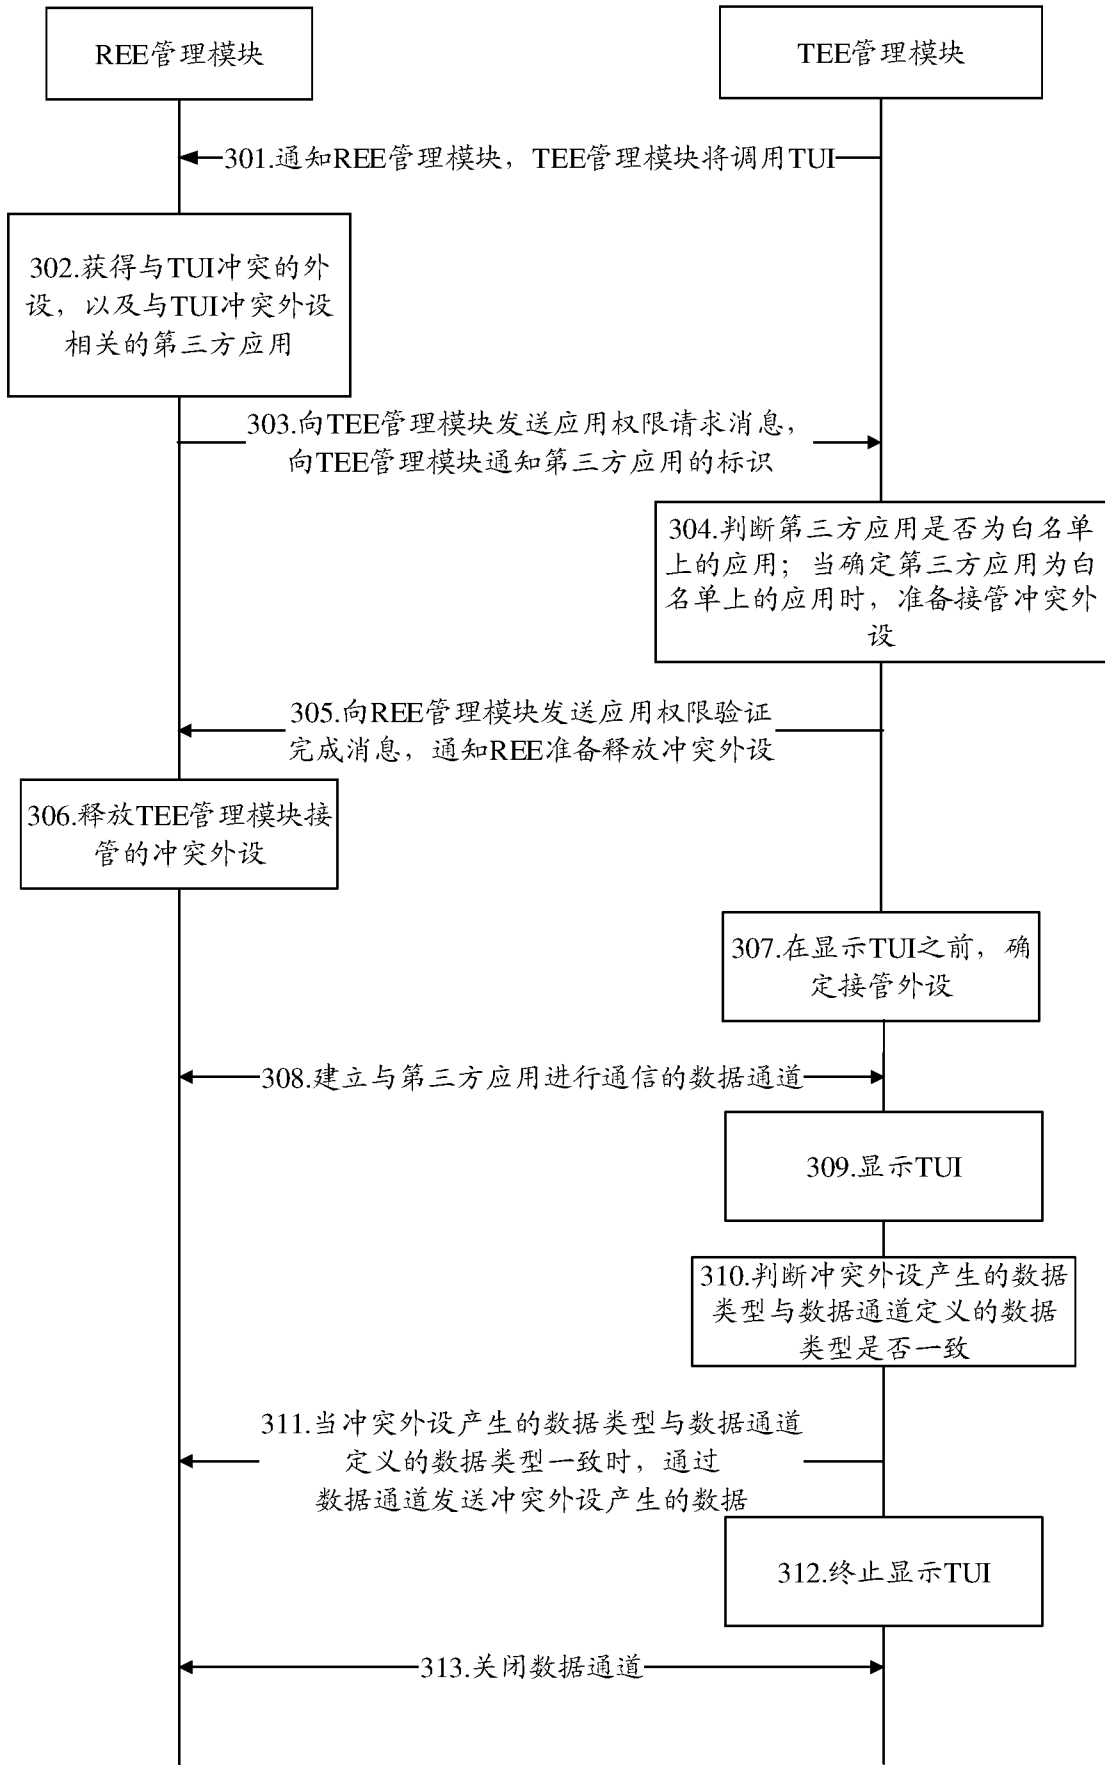 REE管理模块
TEE管理模块
301.通知REE管理模块，TEE管理模块将调用TUI
302.获得与TUI冲突的外
设，以及与TUI冲突外设
相关的第三方应用
303.向TEE管理模块发送应用权限请求消息，
向TEE管理模块通知第三方应用的标识
304.判断第三方应用是否为白名单
上的应用；当确定第三方应用为白
名单上的应用时，准备接管冲突外
设
305.向REE管理模块发送应用权限验证
完成消息，通知REE准备释放冲突外设
306.释放TEE管理模块接
管的冲突外设
307.在显示TUI之前，确
定接管外设
308.建立与第三方应用进行通信的数据通道
309.显示TUI
310.判断冲突外设产生的数据
类型与数据通道定义的数据
类型是否一致
311.当冲突外设产生的数据类型与数据通道
定义的数据类型一致时，通过
数据通道发送冲突外设产生的数据
312.终止显示TUI
313.关闭数据通道